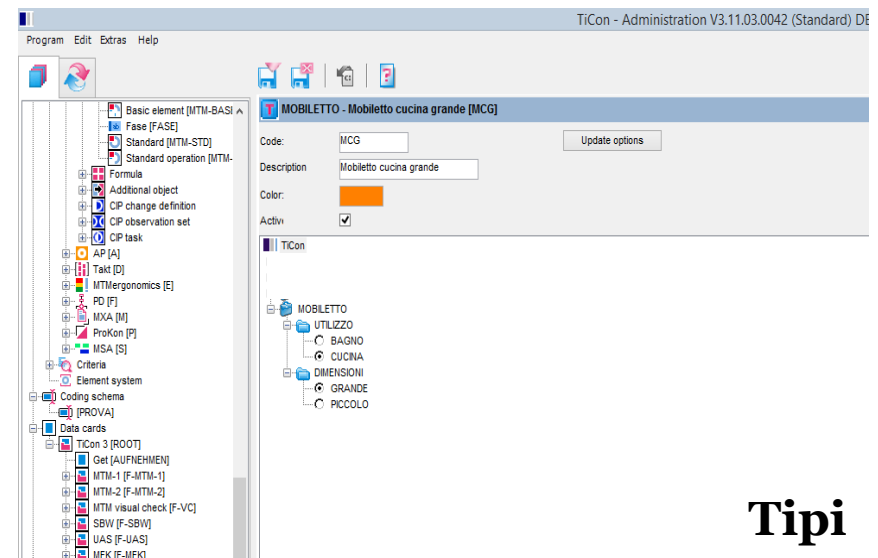 TiCon - Administration V3.11.03.0042 (Standard) DE
Program Edit Extras Help
Basic element [MTM-BASI
Fase [FASE]
Standard [MTM-STD]
Standard operation [MTM-
Formula
Additional object
CIP change definition
CIP observation set
CIP task
AP [A]
Takt [D]
MTMergonomics [E]
PD [F]
MXA [M]
ProKon [P]
MSA [S]
Criteria
Element system
Coding schema
[PROVA]
Data cards
TiCon 3 [ROOT]
Get [AUFNEHMEN]
MTM-1 [F-MTM-1]
MTM-2 [F-MTM-2]
MTM visual check [F-VC]
SBW [F-SBW]
UAS [F-UAS]
MEK [F-MEK]
MOBILETTO - Mobiletto cucina grande [MCG]
Code: MCG Update options
Description Mobiletto cucina grande
Color:
Activ
TiCon
MOBILETTO
UTILIZZO
BAGNO
CUCINA
DIMENSIONI
GRANDE
PICCOLO
Tipi